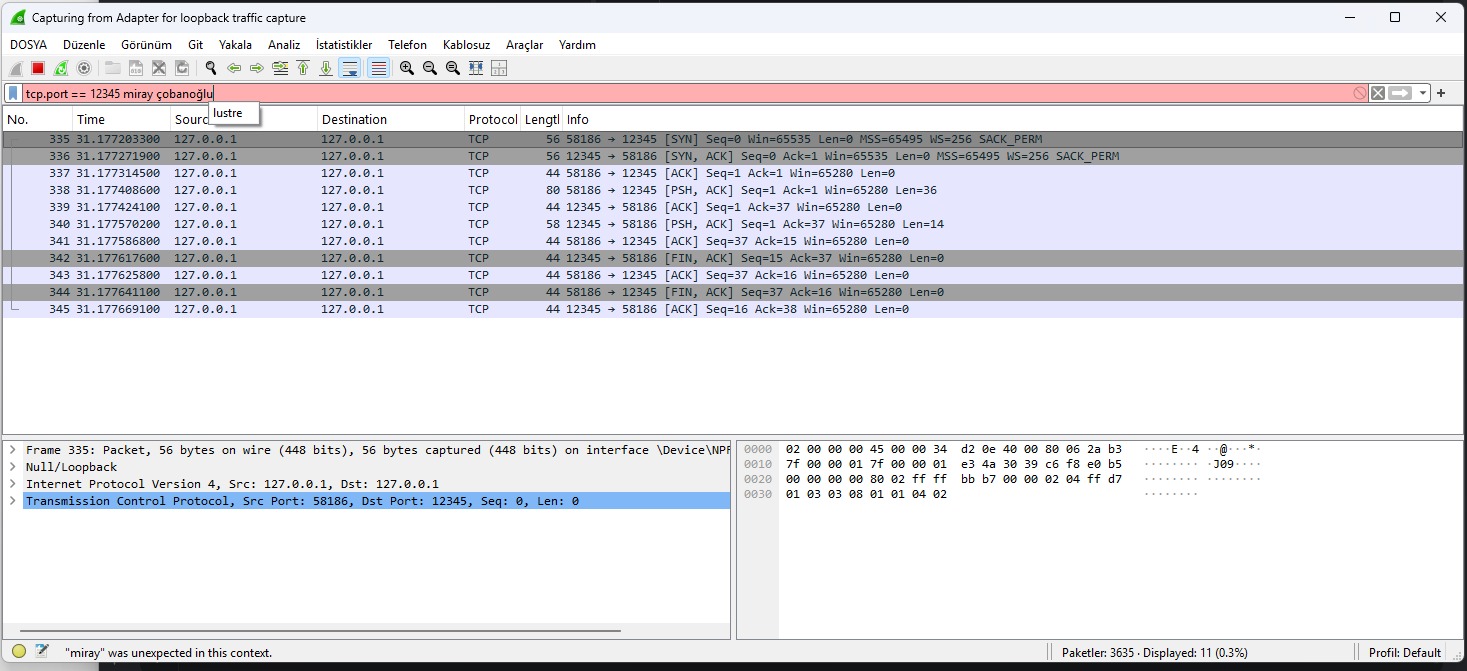 Capturing from Adapter for loopback traffic capture
DOSYA Düzenle Görünüm Git Yakala Analiz İstatistikler Telefon Kablosuz Araçlar Yardım
tcp.port == 12345 miray çobanoğlu
lustre
No. Time Sourc Destination Protocol Lengtl Info
335 31.177203300 127.0.0.1 127.0.0.1 TCP 56 58186 → 12345 [SYN] Seq=0 Win=65535 Len=0 MSS=65495 WS=256 SACK_PERM
336 31.177271900 127.0.0.1 127.0.0.1 TCP 56 12345 → 58186 [SYN, ACK] Seq=0 Ack=1 Win=65535 Len=0 MSS=65495 WS=256 SACK_PERM
337 31.177314500 127.0.0.1 127.0.0.1 TCP 44 58186 → 12345 [ACK] Seq=1 Ack=1 Win=65280 Len=0
338 31.177408600 127.0.0.1 127.0.0.1 TCP 80 58186 → 12345 [PSH, ACK] Seq=1 Ack=1 Win=65280 Len=36
339 31.177424100 127.0.0.1 127.0.0.1 TCP 44 12345 → 58186 [ACK] Seq=1 Ack=37 Win=65280 Len=0
340 31.177570200 127.0.0.1 127.0.0.1 TCP 58 12345 → 58186 [PSH, ACK] Seq=1 Ack=37 Win=65280 Len=14
341 31.177586800 127.0.0.1 127.0.0.1 TCP 44 58186 → 12345 [ACK] Seq=37 Ack=15 Win=65280 Len=0
342 31.177617600 127.0.0.1 127.0.0.1 TCP 44 12345 → 58186 [FIN, ACK] Seq=15 Ack=37 Win=65280 Len=0
343 31.177625800 127.0.0.1 127.0.0.1 TCP 44 58186 → 12345 [ACK] Seq=37 Ack=16 Win=65280 Len=0
344 31.177641100 127.0.0.1 127.0.0.1 TCP 44 58186 → 12345 [FIN, ACK] Seq=37 Ack=16 Win=65280 Len=0
345 31.177669100 127.0.0.1 127.0.0.1 TCP 44 12345 → 58186 [ACK] Seq=16 Ack=38 Win=65280 Len=0
Frame 335: Packet, 56 bytes on wire (448 bits), 56 bytes captured (448 bits) on interface \Device\NPF
Null/Loopback
Internet Protocol Version 4, Src: 127.0.0.1, Dst: 127.0.0.1
Transmission Control Protocol, Src Port: 58186, Dst Port: 12345, Seq: 0, Len: 0
0000 02 00 00 00 45 00 00 34 d2 0e 40 00 80 06 2a b3 ····E··4 ··@···*·
0010 7f 00 00 01 7f 00 00 01 e3 4a 30 39 c6 f8 e0 b5 ········ ·J09····
0020 00 00 00 00 80 02 ff ff bb b7 00 00 02 04 ff d7 ········ ········
0030 01 03 03 08 01 01 04 02 ········
"miray" was unexpected in this context.
Paketler: 3635 · Displayed: 11 (0.3%)
Profil: Default